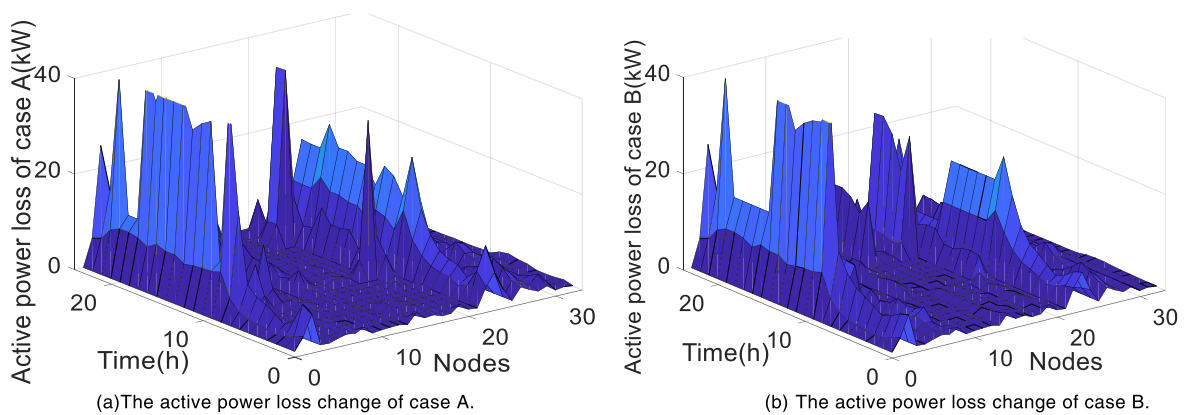 Active power loss of case A(kW)
40
20
0
20
10
0
Time(h)
0
10
20
30
Nodes
(a)The active power loss change of case A.
Active power loss of case B(kW)
40
20
0
20
10
0
Time(h)
0
10
20
30
Nodes
(b) The active power loss change of case B.